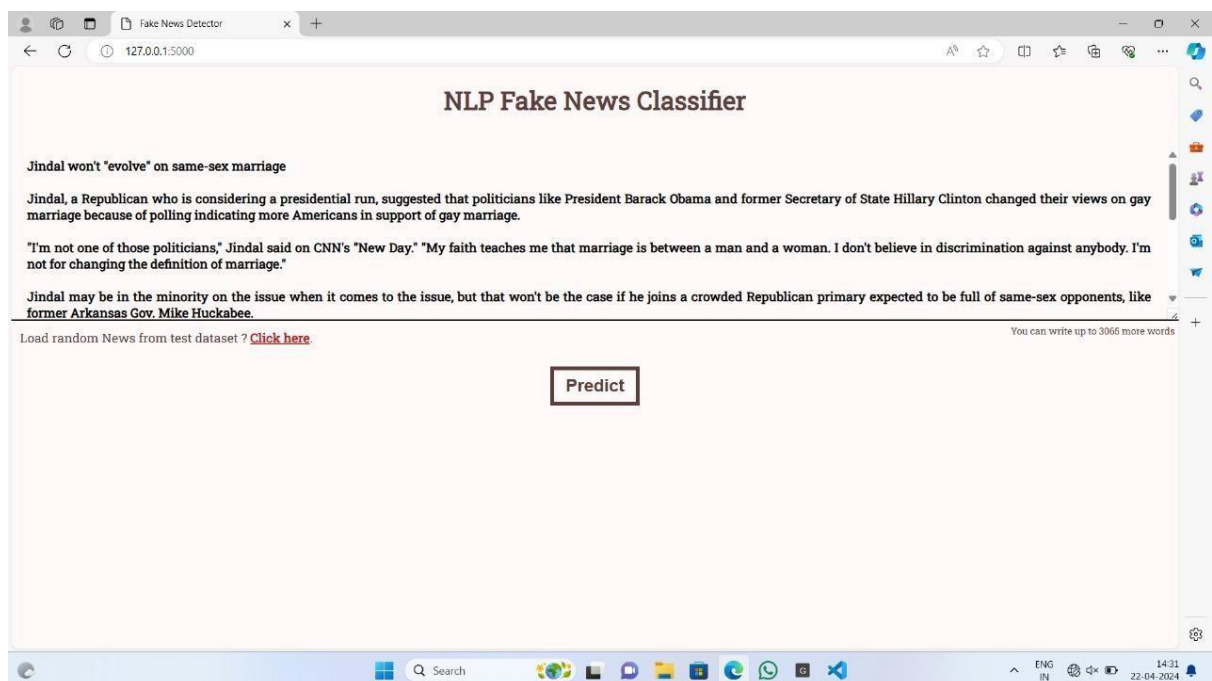 Fake News Detector
127.0.0.1:5000
NLP Fake News Classifier
Jindal won't "evolve" on same-sex marriage
Jindal, a Republican who is considering a presidential run, suggested that politicians like President Barack Obama and former Secretary of State Hillary Clinton changed their views on gay
marriage because of polling indicating more Americans in support of gay marriage.
"I'm not one of those politicians," Jindal said on CNN's "New Day." "My faith teaches me that marriage is between a man and a woman. I don't believe in discrimination against anybody. I'm
not for changing the definition of marriage."
Jindal may be in the minority on the issue when it comes to the issue, but that won't be the case if he joins a crowded Republican primary expected to be full of same-sex opponents, like
former Arkansas Gov. Mike Huckabee.
Load random News from test dataset ? Click here.
You can write up to 3065 more words
Predict
Search
ENG
IN
14:31
22-04-2024